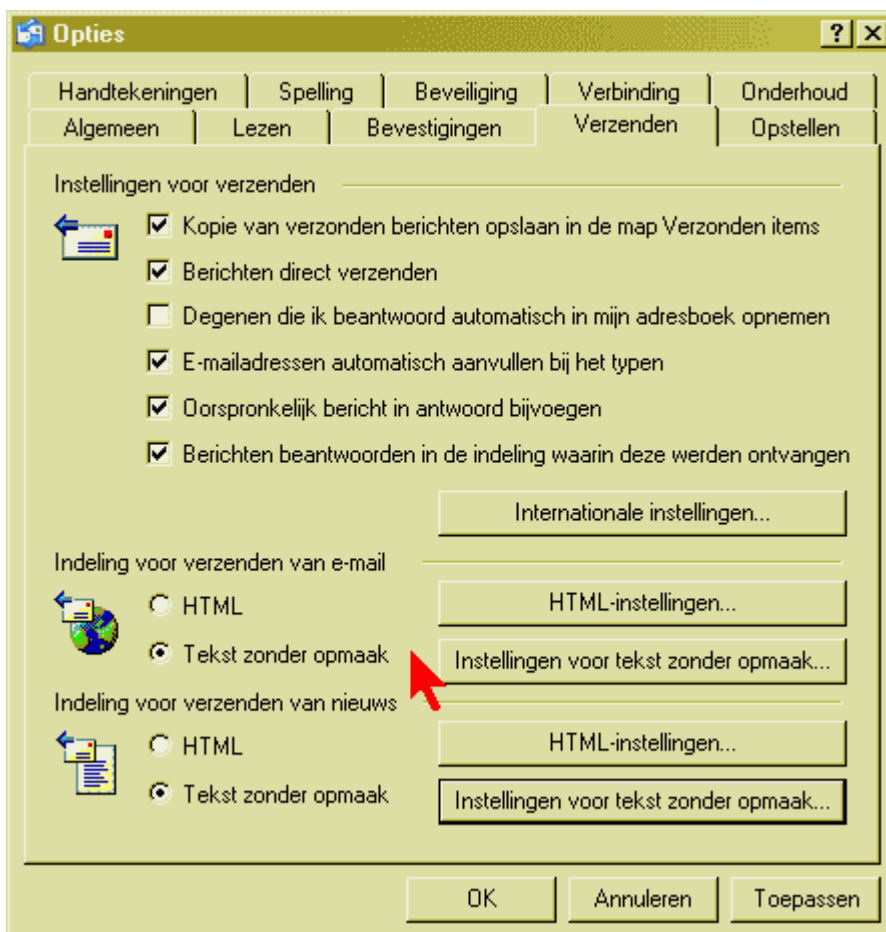 Opties
Handtekeningen Spelling Beveiliging Verbinding Onderhoud
Algemeen Lezen Bevestigingen Verzenden Opstellen
Instellingen voor verzenden
Kopie van verzonden berichten opslaan in de map Verzonden items
Berichten direct verzenden
Degenen die ik beantwoord automatisch in mijn adresboek opnemen
E-mailadressen automatisch aanvullen bij het typen
Oorspronkelijk bericht in antwoord bijvoegen
Berichten beantwoorden in de indeling waarin deze werden ontvangen
Internationale instellingen...
Indeling voor verzenden van e-mail
HTML HTML-instellingen...
Tekst zonder opmaak Instellingen voor tekst zonder opmaak...
Indeling voor verzenden van nieuws
HTML HTML-instellingen...
Tekst zonder opmaak Instellingen voor tekst zonder opmaak...
OK Annuleren Toepassen